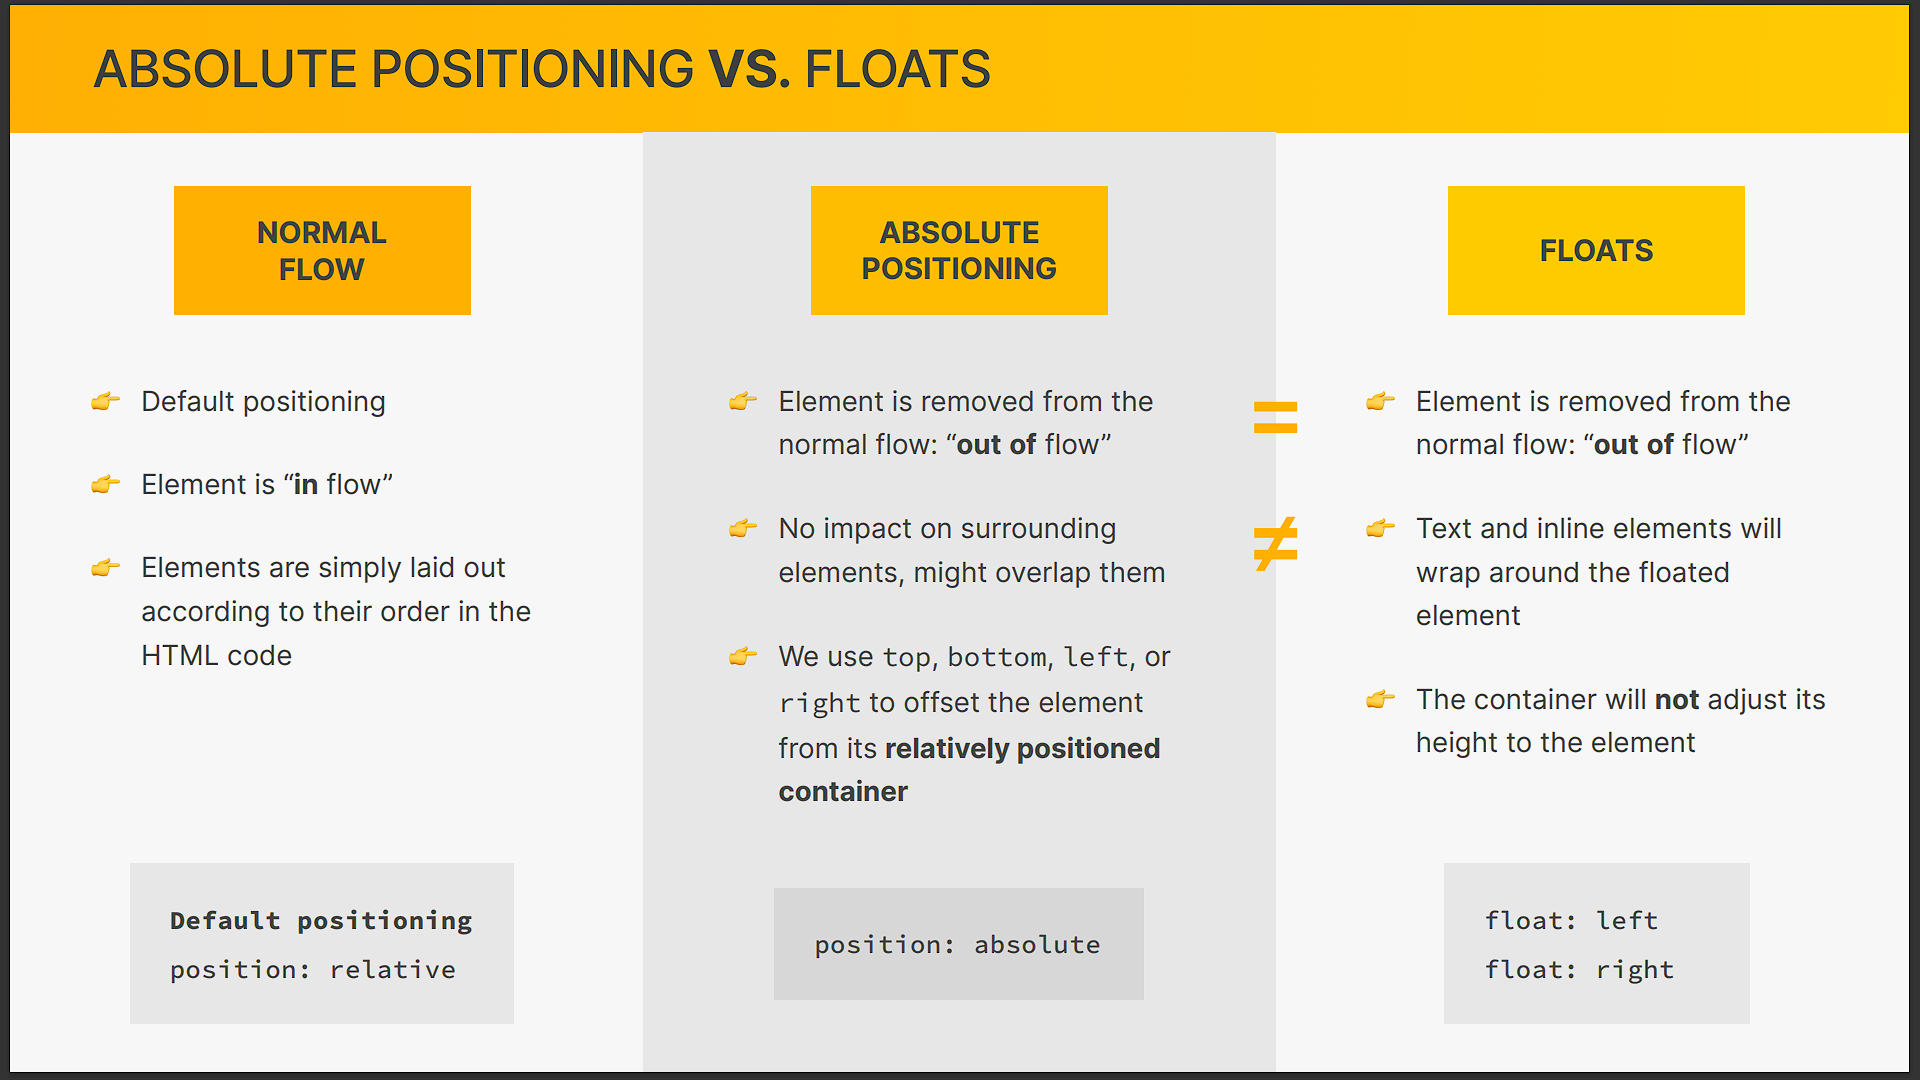 ABSOLUTE POSITIONING VS. FLOATS
NORMAL
FLOW
Default positioning
Element is “in flow”
Elements are simply laid out
according to their order in the
HTML code
Default positioning
position: relative
ABSOLUTE
POSITIONING
Element is removed from the
normal flow: “out of flow”
No impact on surrounding
elements, might overlap them
We use top, bottom, left, or
right to offset the element
from its relatively positioned
container
position: absolute
=
≠
FLOATS
Element is removed from the
normal flow: “out of flow”
Text and inline elements will
wrap around the floated
element
The container will not adjust its
height to the element
float: left
float: right